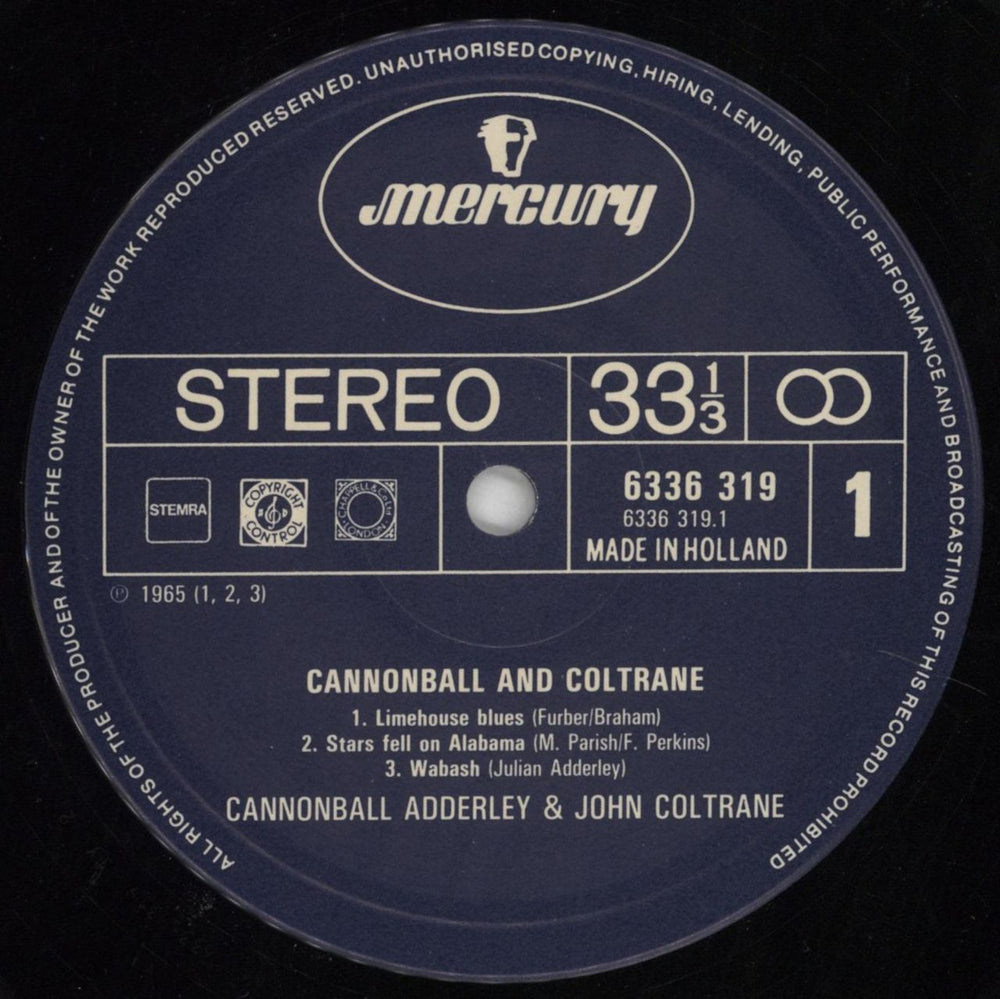 ALL RIGHTS OF THE PRODUCER AND OF THE OWNER OF THE WORK REPRODUCED RESERVED. UNAUTHORISED COPYING, HIRING, LENDING, PUBLIC PERFORMANCE AND BROADCASTING OF THIS RECORD PROHIBITED
mercury
STEREO 33 1/3
STEMRA
COPYRIGHT CONTROL
CHAPPELL & Co LTD LONDON
6336 319
6336 319.1
MADE IN HOLLAND
1
℗ 1965 (1, 2, 3)
CANNONBALL AND COLTRANE
1. Limehouse blues (Furber/Braham)
2. Stars fell on Alabama (M. Parish/F. Perkins)
3. Wabash (Julian Adderley)
CANNONBALL ADDERLEY & JOHN COLTRANE